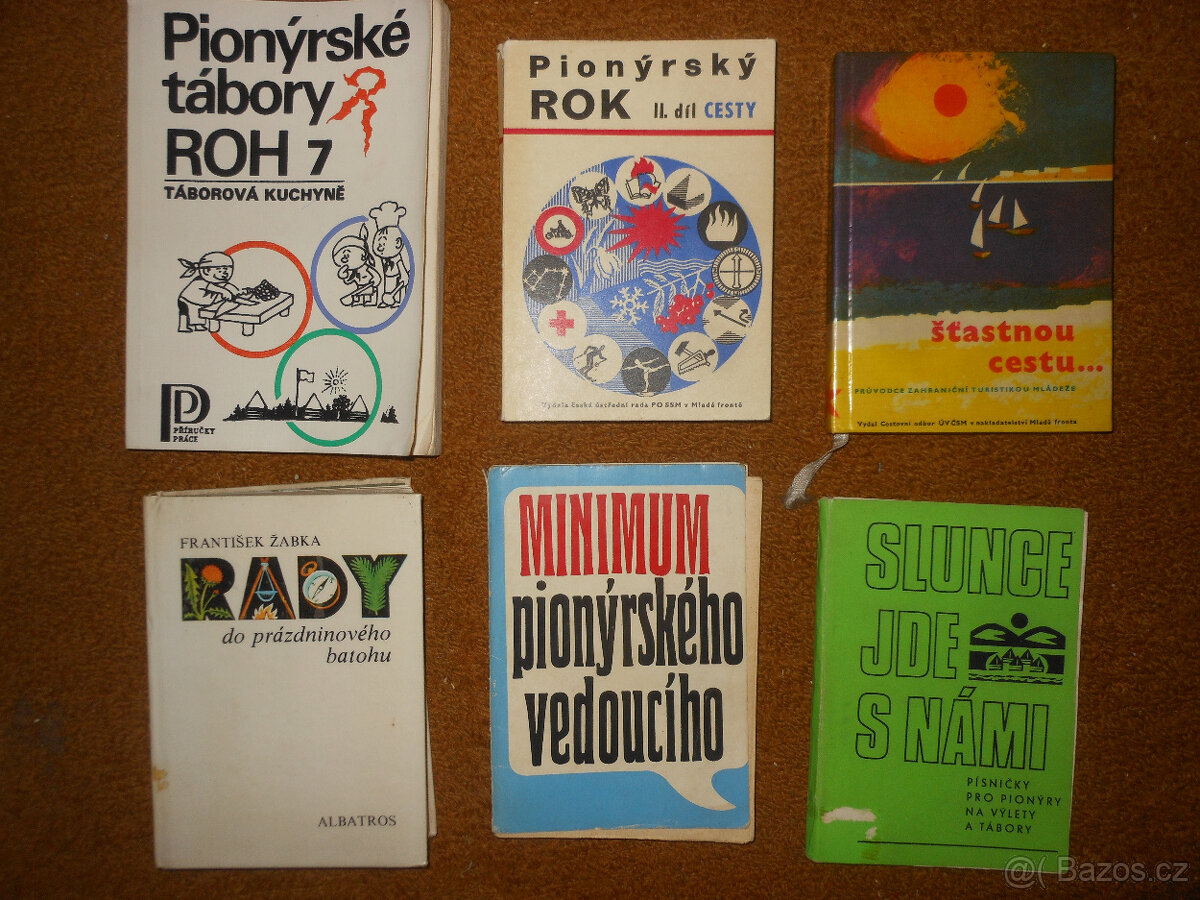 Pionýrské
tábory
ROH 7
TÁBOROVÁ KUCHYNĚ
PŘÍRUČKY
PRÁCE
Pionýrský
ROK II. díl CESTY
Vydala česká ústřední rada PO SSM v Mladé frontě
šťastnou
cestu...
PRŮVODCE ZAHRANIČNÍ TURISTIKOU MLÁDEŽE
Vydal Cestovní odbor ÚV ČSM v nakladatelství Mladá fronta
FRANTIŠEK ŽABKA
RADY
do prázdninového
batohu
ALBATROS
MINIMUM
pionýrského
vedoucího
SLUNCE
JDE
S NÁMI
PÍSNIČKY
PRO PIONÝRY
NA VÝLETY
A TÁBORY
Bazos.cz